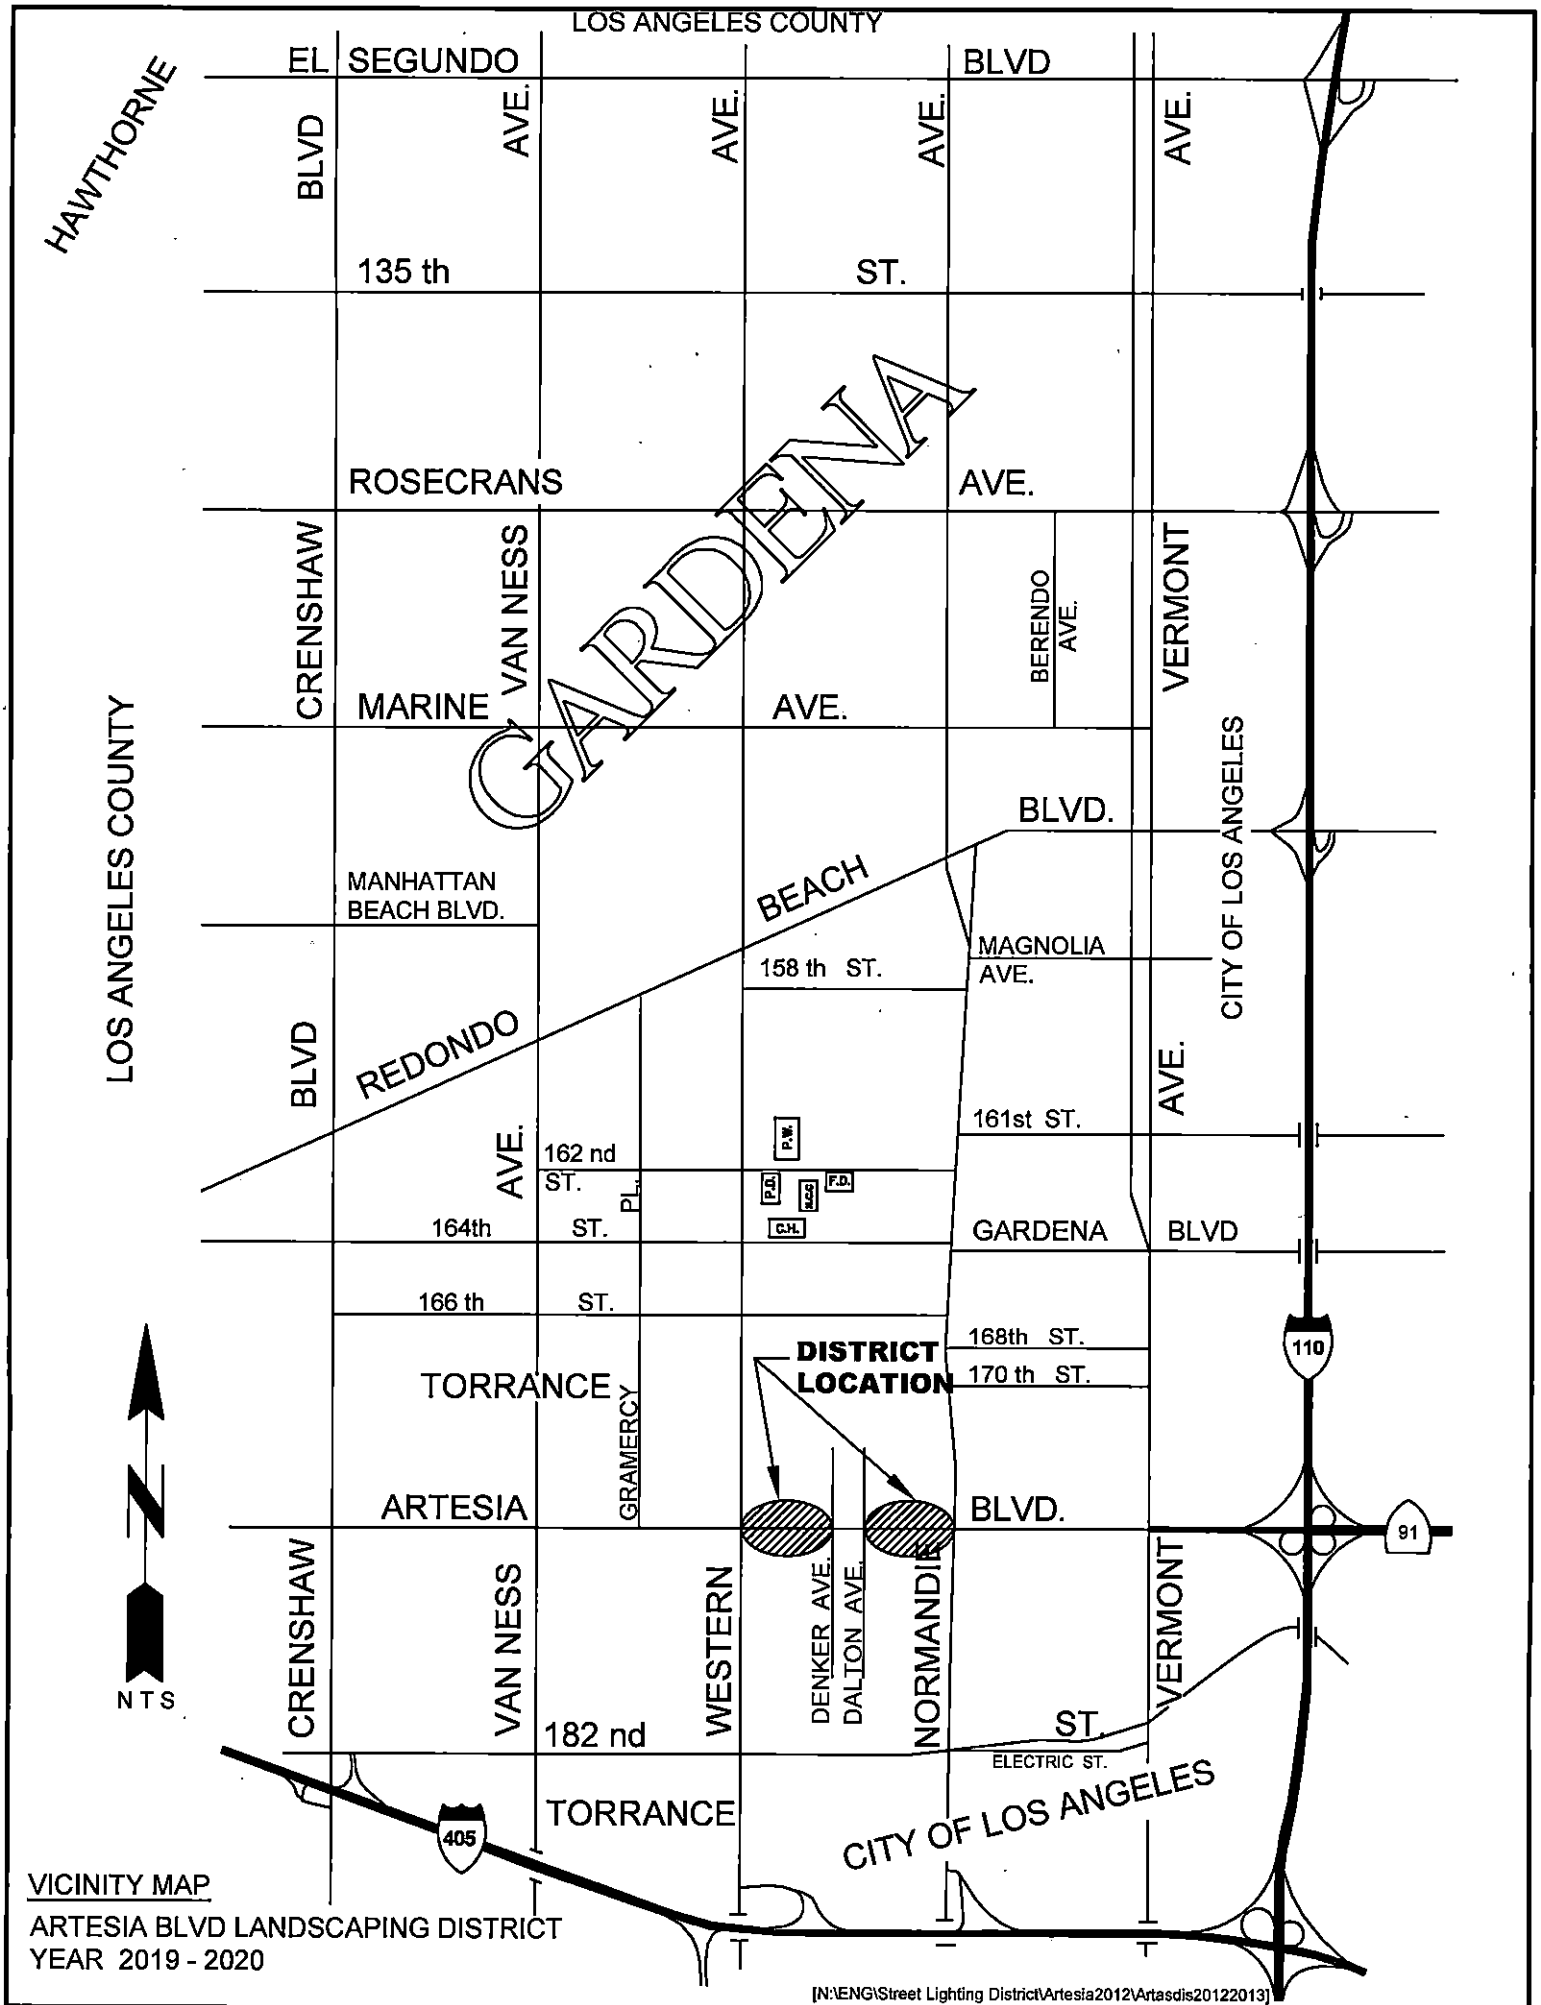 LOS ANGELES COUNTY
EL SEGUNDO BLVD
HAWTHORNE
BLVD
AVE.
AVE.
AVE.
AVE.
135 th ST.
GARDENA
ROSECRANS AVE.
CRENSHAW
VAN NESS
BERENDO
AVE.
VERMONT
MARINE AVE.
LOS ANGELES COUNTY
CITY OF LOS ANGELES
REDONDO BEACH BLVD.
MANHATTAN
BEACH BLVD.
MAGNOLIA
AVE.
158 th ST.
BLVD
AVE.
AVE.
161st ST.
P.W.
162 nd
ST.
P.D.
F.D.
C.H.
PL.
164th ST.
GARDENA BLVD
166 th ST.
168th ST.
170 th ST.
110
DISTRICT
LOCATION
TORRANCE
GRAMERCY
ARTESIA BLVD.
91
N
NTS
CRENSHAW
VAN NESS
WESTERN
DENKER AVE.
DALTON AVE.
NORMANDIE
VERMONT
182 nd ST.
ELECTRIC ST.
TORRANCE
CITY OF LOS ANGELES
405
VICINITY MAP
ARTESIA BLVD LANDSCAPING DISTRICT
YEAR 2019 - 2020
[N:\ENG\Street Lighting District\Artesia2012\Artasdis20122013]